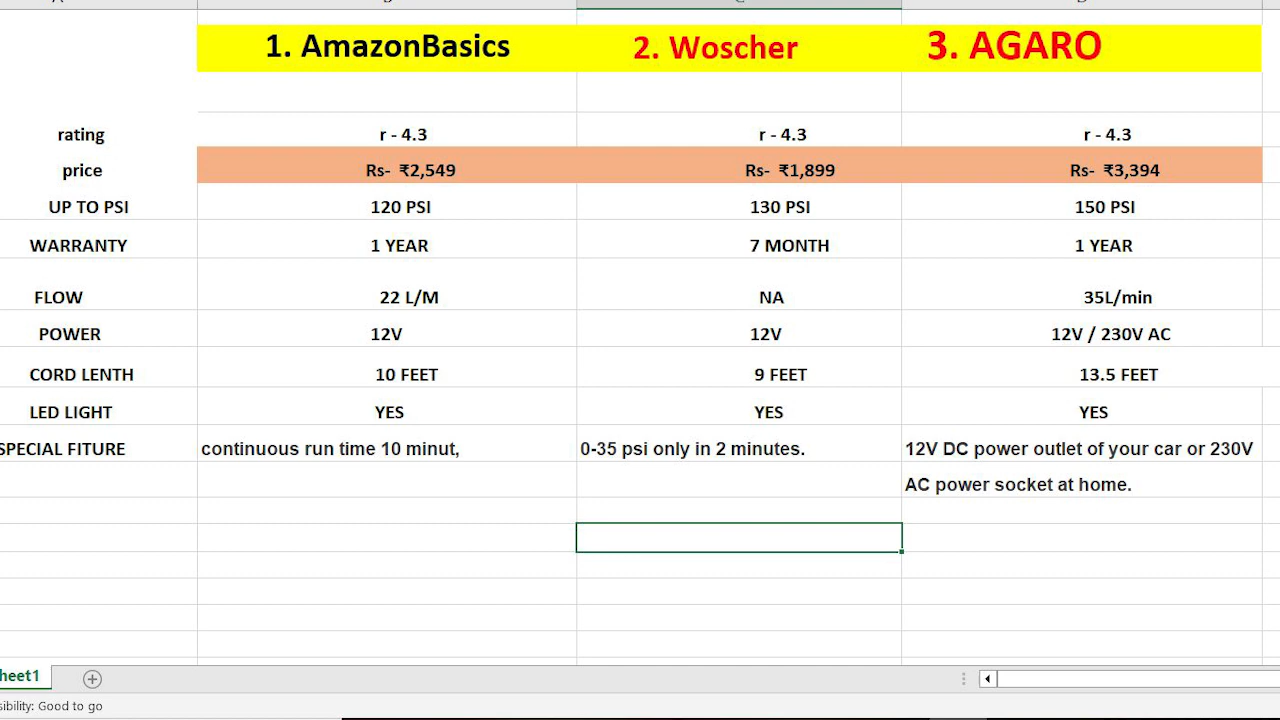 1. AmazonBasics 2. Woscher 3. AGARO
rating r - 4.3 r - 4.3 r - 4.3
price Rs- ₹2,549 Rs- ₹1,899 Rs- ₹3,394
UP TO PSI 120 PSI 130 PSI 150 PSI
WARRANTY 1 YEAR 7 MONTH 1 YEAR
FLOW 22 L/M NA 35L/min
POWER 12V 12V 12V / 230V AC
CORD LENTH 10 FEET 9 FEET 13.5 FEET
LED LIGHT YES YES YES
SPECIAL FITURE continuous run time 10 minut, 0-35 psi only in 2 minutes. 12V DC power outlet of your car or 230V
AC power socket at home.
heet1
sibility: Good to go